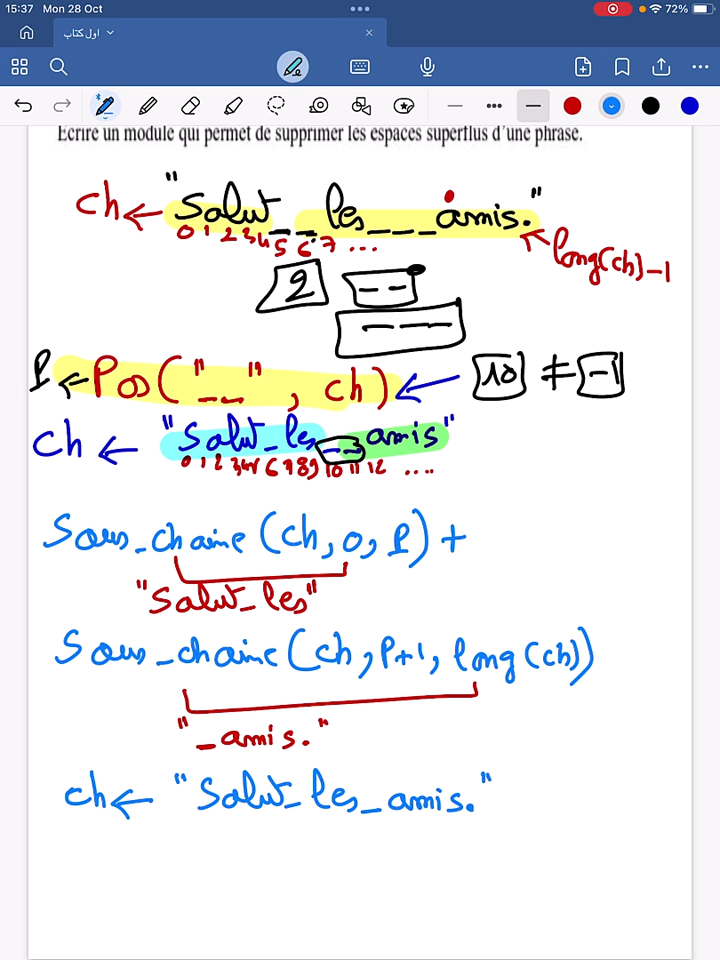 15:37 Mon 28 Oct 72%
اول كتاب
Ecrire un module qui permet de supprimer les espaces superflus d'une phrase.
ch ← "Salut__les___amis."
0 1 2 3 4 5 6 7 ...
long(ch)-1
2 __
___
P ← Pos("__", ch) ← 10 ≠ -1
ch ← "Salut_les__amis"
0 1 2 3 4 5 6 7 8 9 10 11 12 ....
Sous_chaine(ch, 0, P) +
"Salut_les"
Sous_chaine(ch, P+1, long(ch))
"_amis."
ch ← "Salut_les_amis."